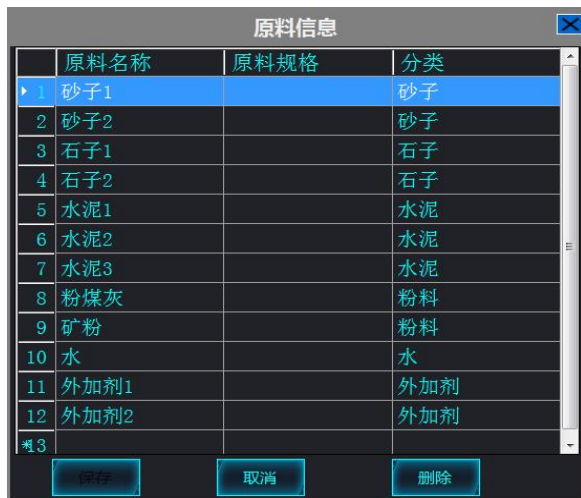 原料信息
原料名称 原料规格 分类
1 砂子1 砂子
2 砂子2 砂子
3 石子1 石子
4 石子2 石子
5 水泥1 水泥
6 水泥2 水泥
7 水泥3 水泥
8 粉煤灰 粉料
9 矿粉 粉料
10 水 水
11 外加剂1 外加剂
12 外加剂2 外加剂
*13
保存 取消 删除